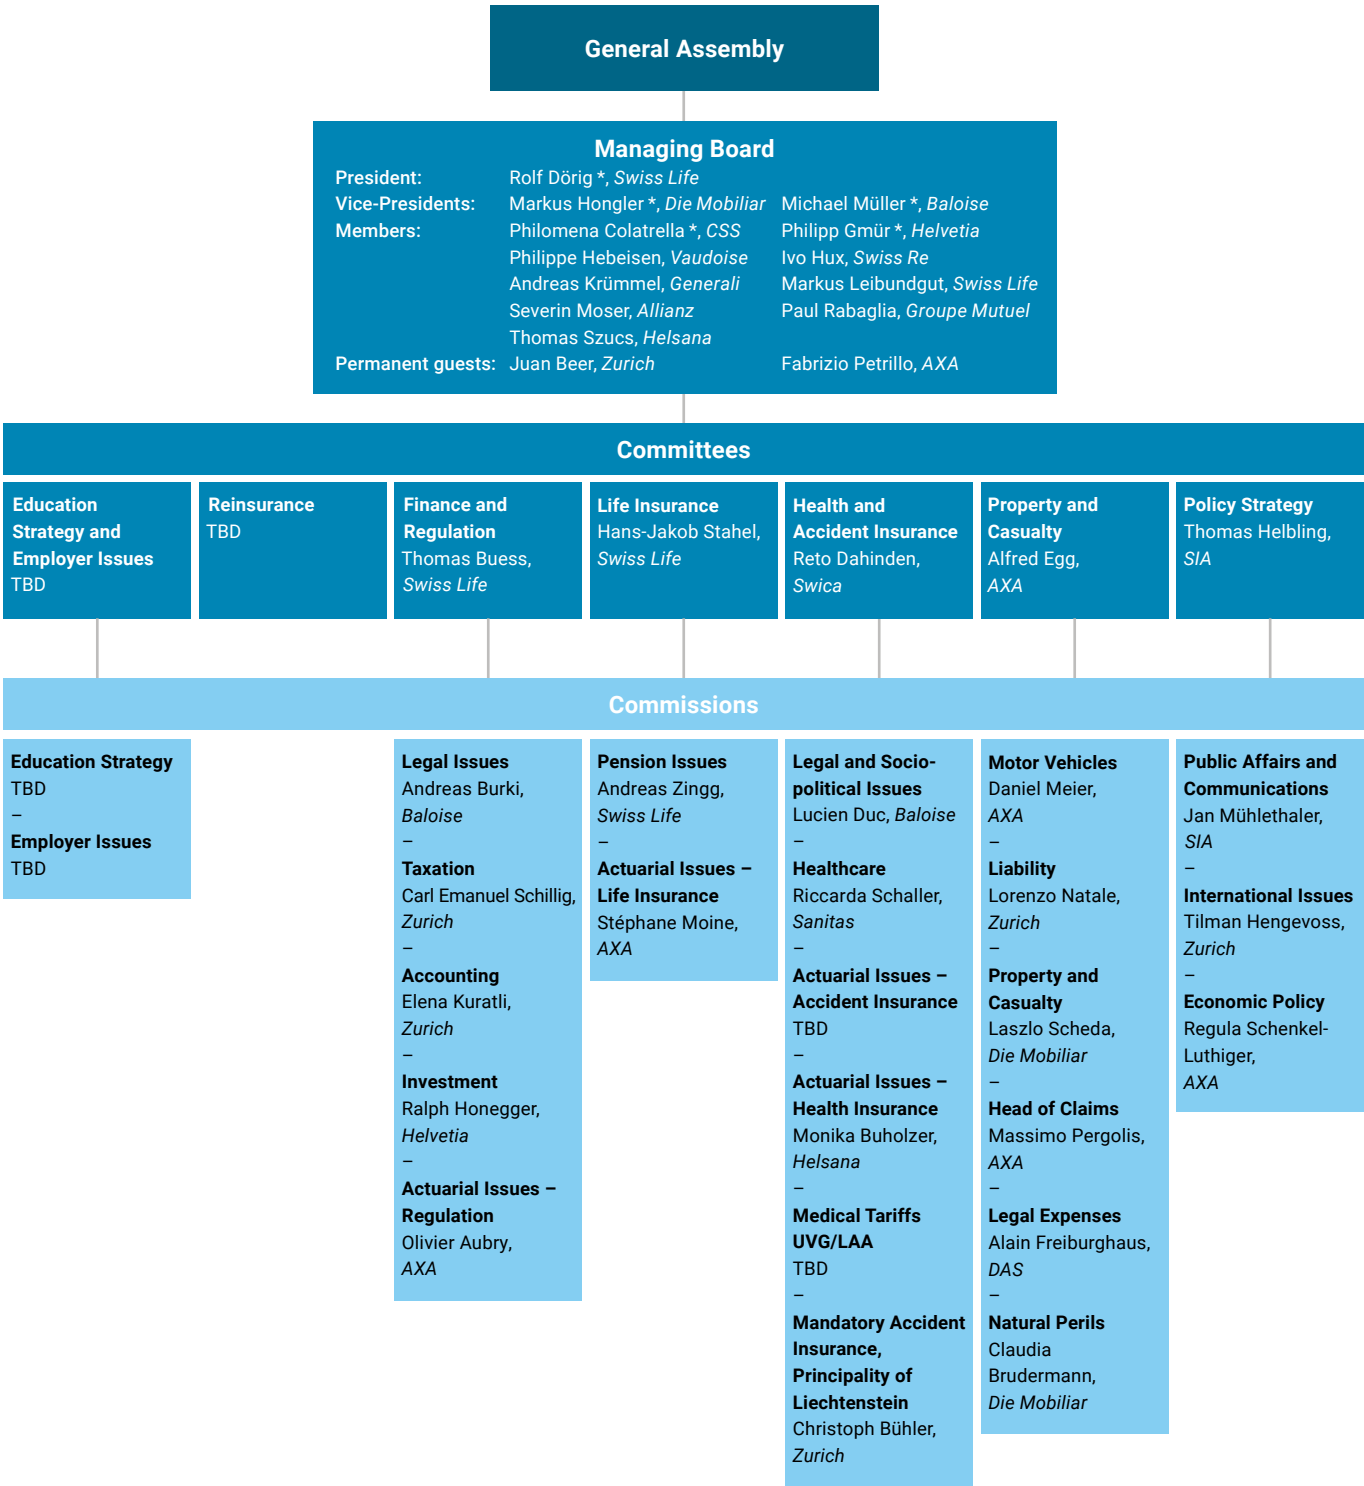 General Assembly
Managing Board
President: Rolf Dörig *, Swiss Life
Vice-Presidents: Markus Hongler *, Die Mobiliar Michael Müller *, Baloise
Members: Philomena Colatrella *, CSS Philipp Gmür *, Helvetia
Philippe Hebeisen, Vaudoise Ivo Hux, Swiss Re
Andreas Krümmel, Generali Markus Leibundgut, Swiss Life
Severin Moser, Allianz Paul Rabaglia, Groupe Mutuel
Thomas Szucs, Helsana
Permanent guests: Juan Beer, Zurich Fabrizio Petrillo, AXA
Committees
Education
Strategy and
Employer Issues
TBD
Reinsurance
TBD
Finance and
Regulation
Thomas Buess,
Swiss Life
Life Insurance
Hans-Jakob Stahel,
Swiss Life
Health and
Accident Insurance
Reto Dahinden,
Swica
Property and
Casualty
Alfred Egg,
AXA
Policy Strategy
Thomas Helbling,
SIA
Commissions
Education Strategy
TBD
–
Employer Issues
TBD
Legal Issues
Andreas Burki,
Baloise
–
Taxation
Carl Emanuel Schillig,
Zurich
–
Accounting
Elena Kuratli,
Zurich
–
Investment
Ralph Honegger,
Helvetia
–
Actuarial Issues –
Regulation
Olivier Aubry,
AXA
Pension Issues
Andreas Zingg,
Swiss Life
–
Actuarial Issues –
Life Insurance
Stéphane Moine,
AXA
Legal and Socio-
political Issues
Lucien Duc, Baloise
–
Healthcare
Riccarda Schaller,
Sanitas
–
Actuarial Issues –
Accident Insurance
TBD
–
Actuarial Issues –
Health Insurance
Monika Buholzer,
Helsana
–
Medical Tariffs
UVG/LAA
TBD
–
Mandatory Accident
Insurance,
Principality of
Liechtenstein
Christoph Bühler,
Zurich
Motor Vehicles
Daniel Meier,
AXA
–
Liability
Lorenzo Natale,
Zurich
–
Property and
Casualty
Laszlo Scheda,
Die Mobiliar
–
Head of Claims
Massimo Pergolis,
AXA
–
Legal Expenses
Alain Freiburghaus,
DAS
–
Natural Perils
Claudia
Brudermann,
Die Mobiliar
Public Affairs and
Communications
Jan Mühlethaler,
SIA
–
International Issues
Tilman Hengevoss,
Zurich
–
Economic Policy
Regula Schenkel-
Luthiger,
AXA